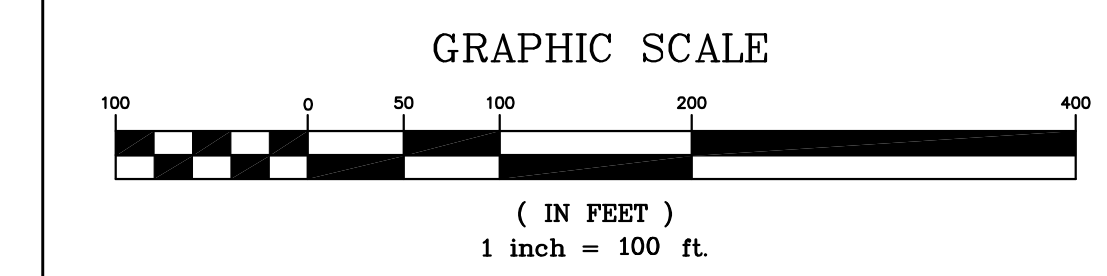 GRAPHIC SCALE
100 0 50 100 200 400
( IN FEET )
1 inch = 100 ft.